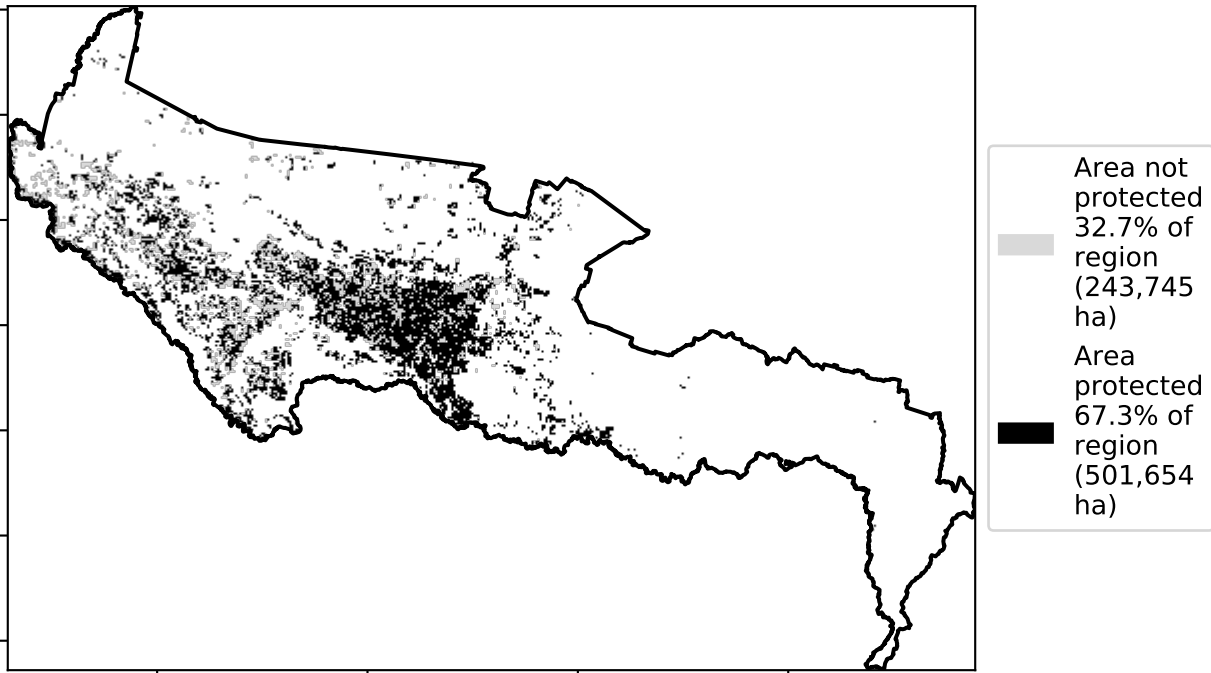 Area not
protected
32.7% of
region
(243,745
ha)
Area
protected
67.3% of
region
(501,654
ha)